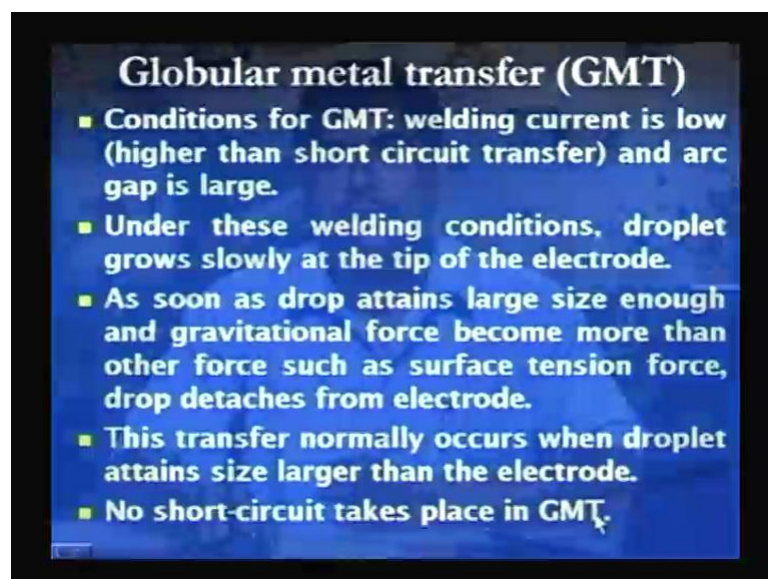 Globular metal transfer (GMT)
Conditions for GMT: welding current is low
(higher than short circuit transfer) and arc
gap is large.
Under these welding conditions, droplet
grows slowly at the tip of the electrode.
As soon as drop attains large size enough
and gravitational force become more than
other force such as surface tension force,
drop detaches from electrode.
This transfer normally occurs when droplet
attains size larger than the electrode.
No short-circuit takes place in GMT.